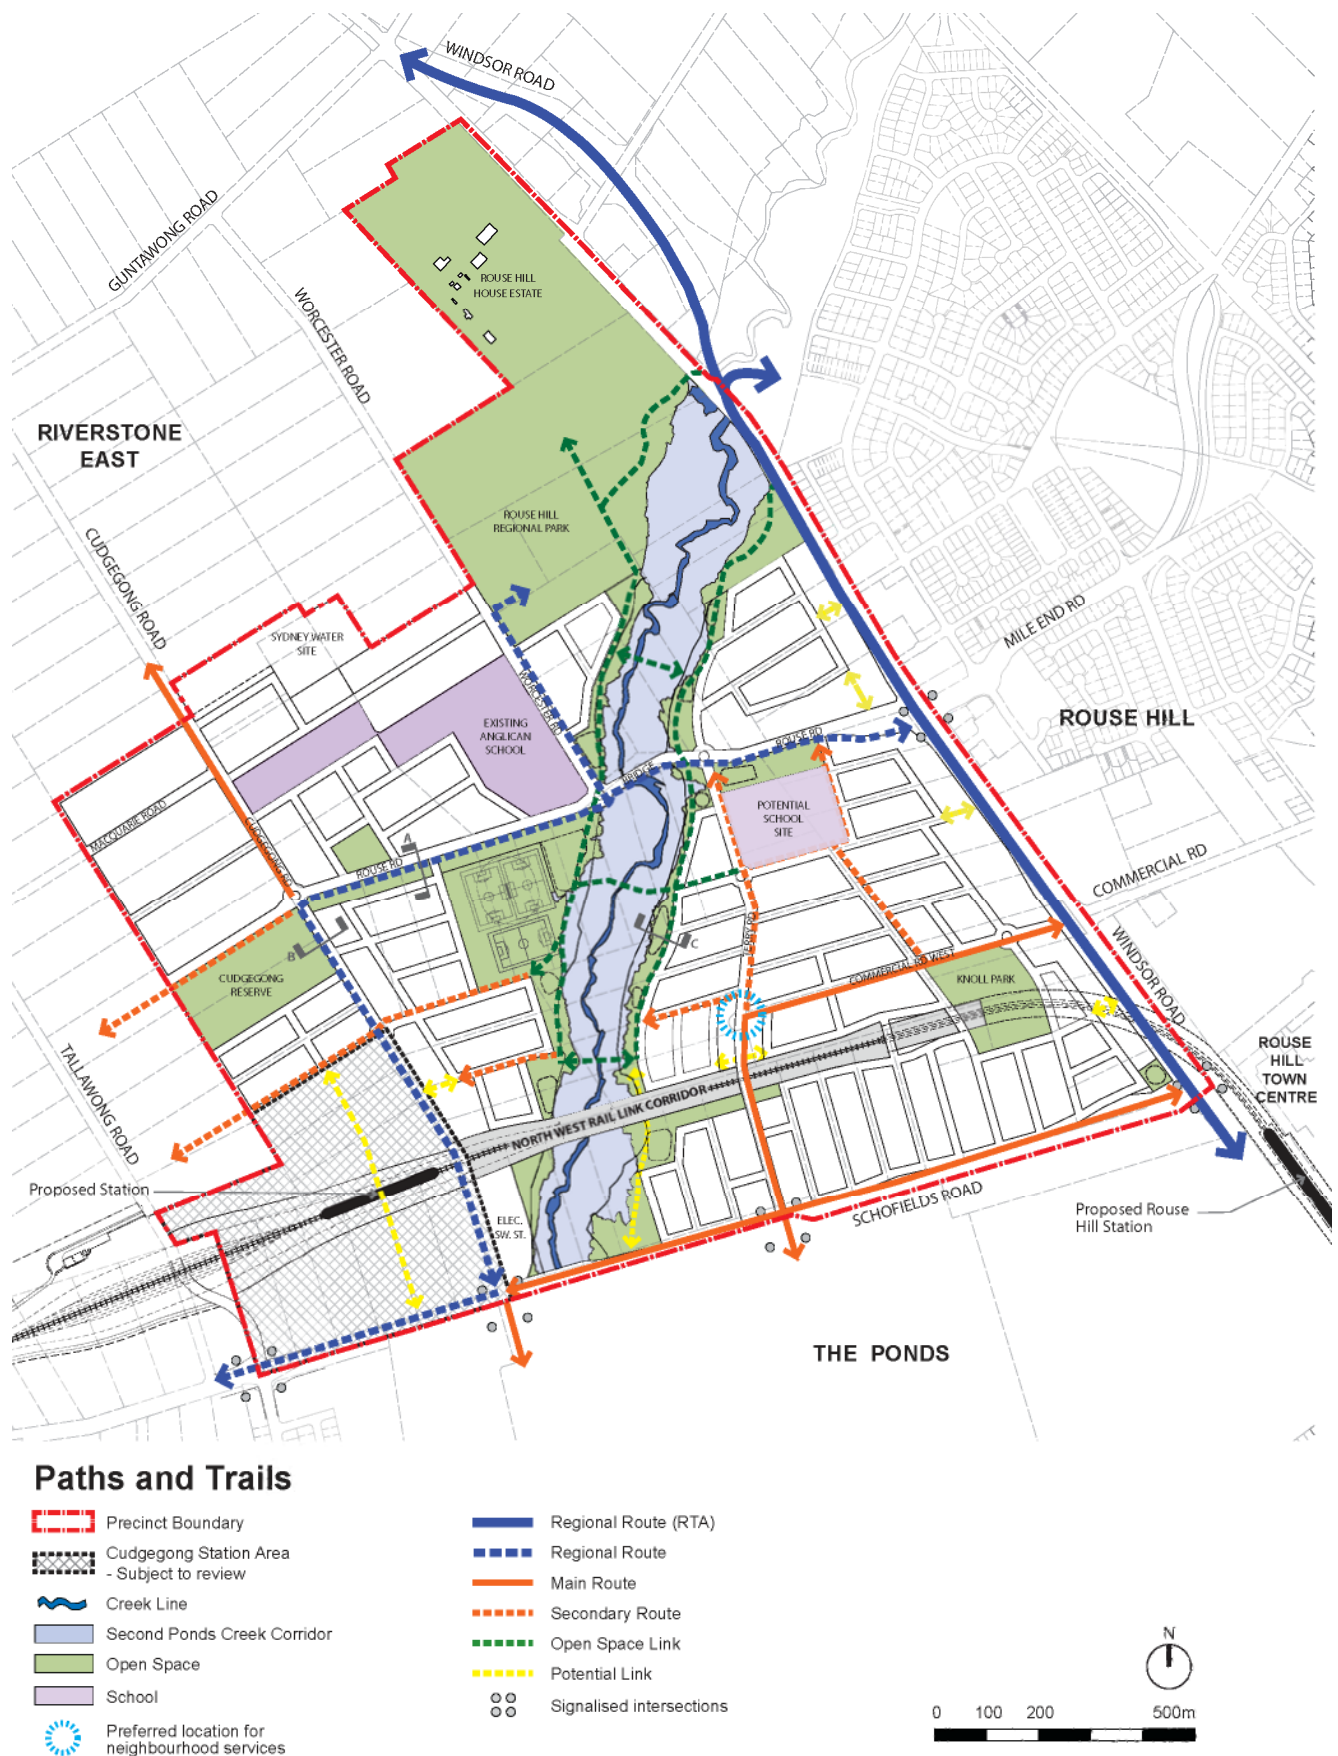 WINDSOR ROAD
GUNTAWONG ROAD
WORCESTER ROAD
ROUSE HILL
HOUSE ESTATE
RIVERSTONE
EAST
ROUSE HILL
REGIONAL PARK
CUDGEGONG ROAD
SYDNEY WATER
SITE
MILE END RD
ROUSE HILL
WORCESTER RD
EXISTING
ANGLICAN
SCHOOL
ROUSE RD
BRIDGE
POTENTIAL
SCHOOL
SITE
MACQUARIE ROAD
CUDGEGONG RD
A
ROUSE RD
COMMERCIAL RD
B
C
TERRY RD
COMMERCIAL RD WEST
CUDGEGONG
RESERVE
KNOLL PARK
WINDSOR ROAD
TALLAWONG ROAD
ROUSE
HILL
TOWN
CENTRE
NORTH WEST RAIL LINK CORRIDOR
Proposed Station
ELEC.
SW. ST.
SCHOFIELDS ROAD
Proposed Rouse
Hill Station
THE PONDS
Paths and Trails
Precinct Boundary
Cudgegong Station Area
- Subject to review
Creek Line
Second Ponds Creek Corridor
Open Space
School
Preferred location for
neighbourhood services
Regional Route (RTA)
Regional Route
Main Route
Secondary Route
Open Space Link
Potential Link
Signalised intersections
N
0 100 200 500m